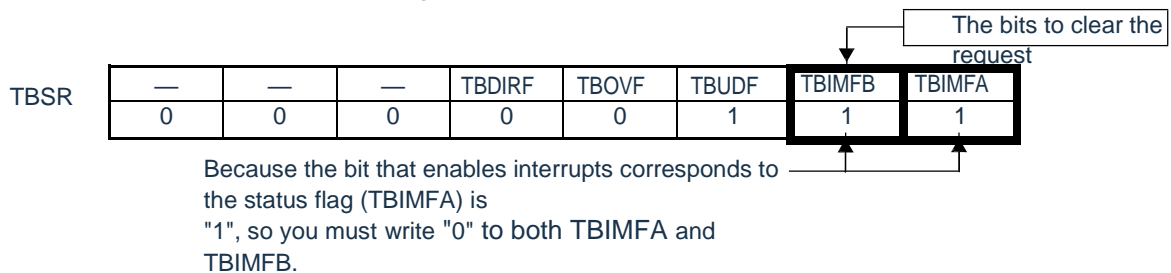 The bits to clear the
request
TBSR
— — — TBDIRF TBOVF TBUDF TBIMFB TBIMFA
0 0 0 0 0 1 1 1
Because the bit that enables interrupts corresponds to
the status flag (TBIMFA) is
"1", so you must write "0" to both TBIMFA and
TBIMFB.